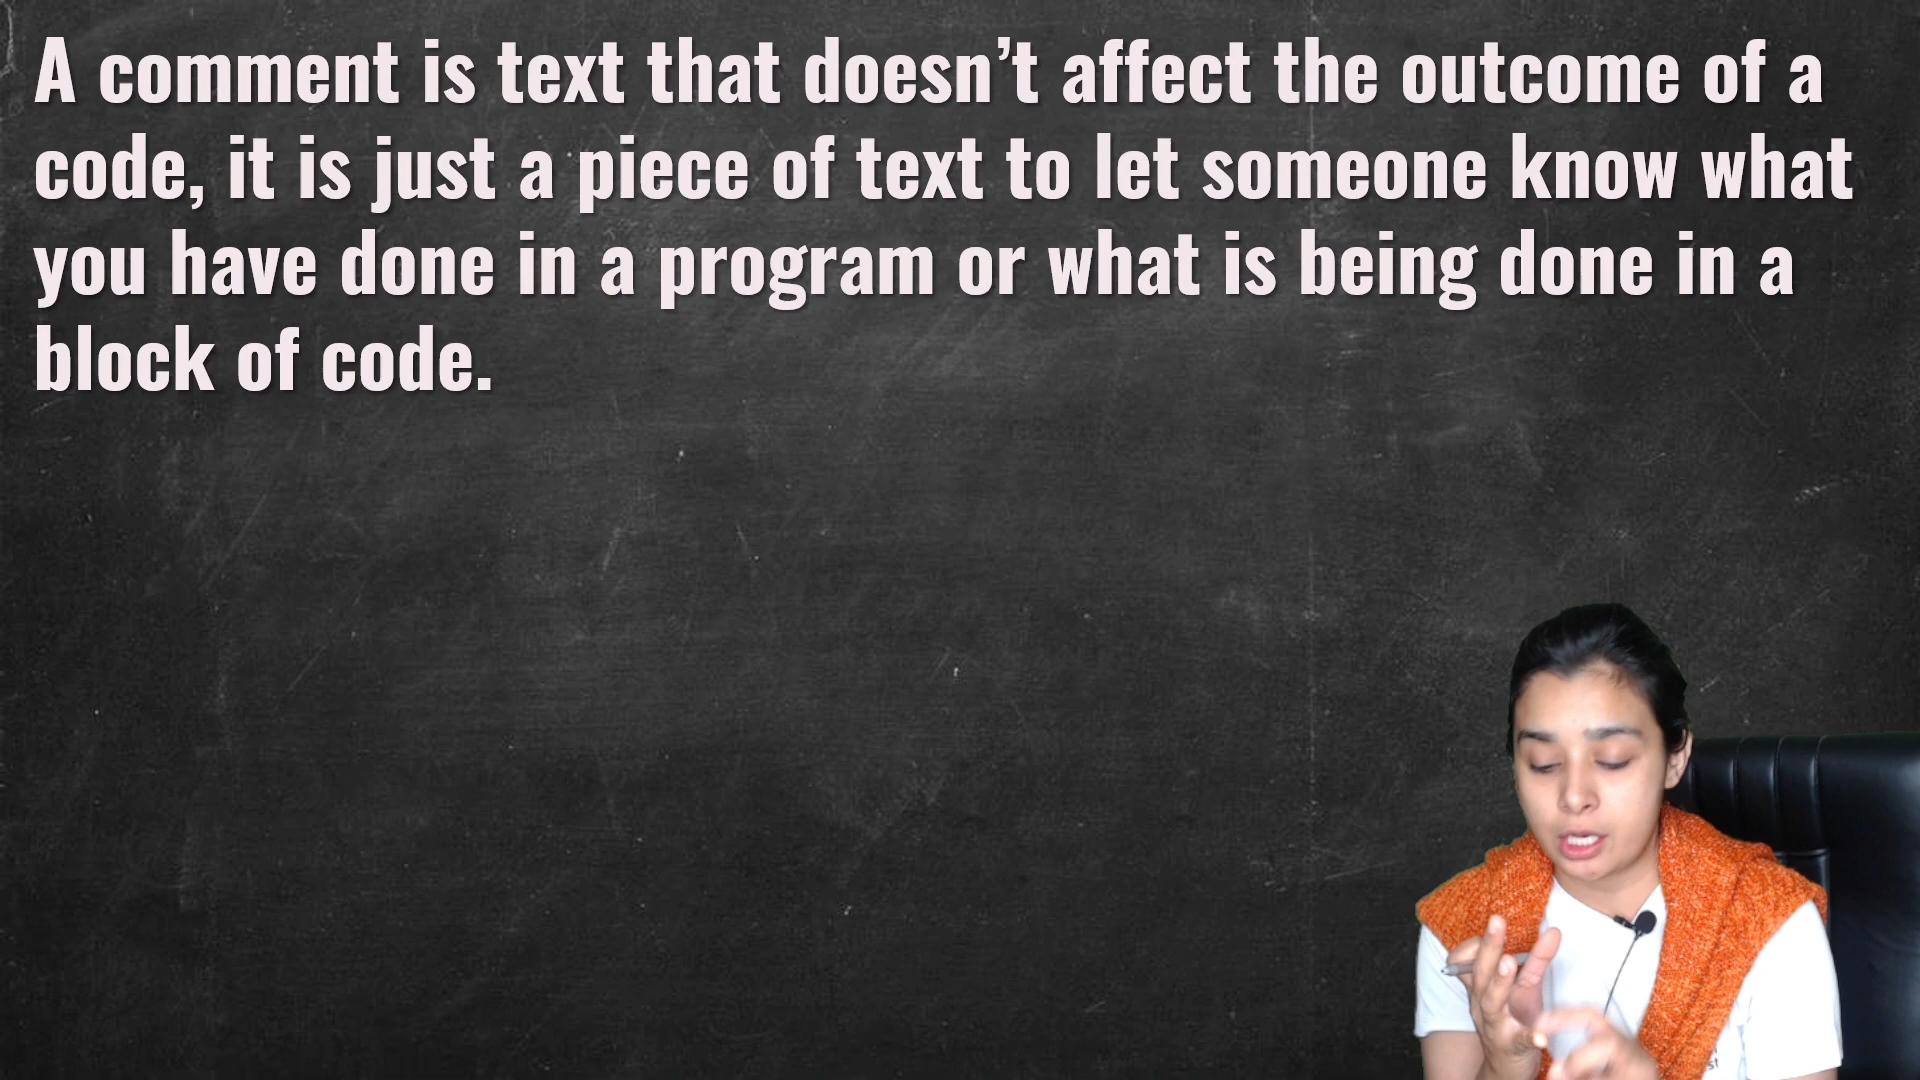 A comment is text that doesn’t affect the outcome of a
code, it is just a piece of text to let someone know what
you have done in a program or what is being done in a
block of code.